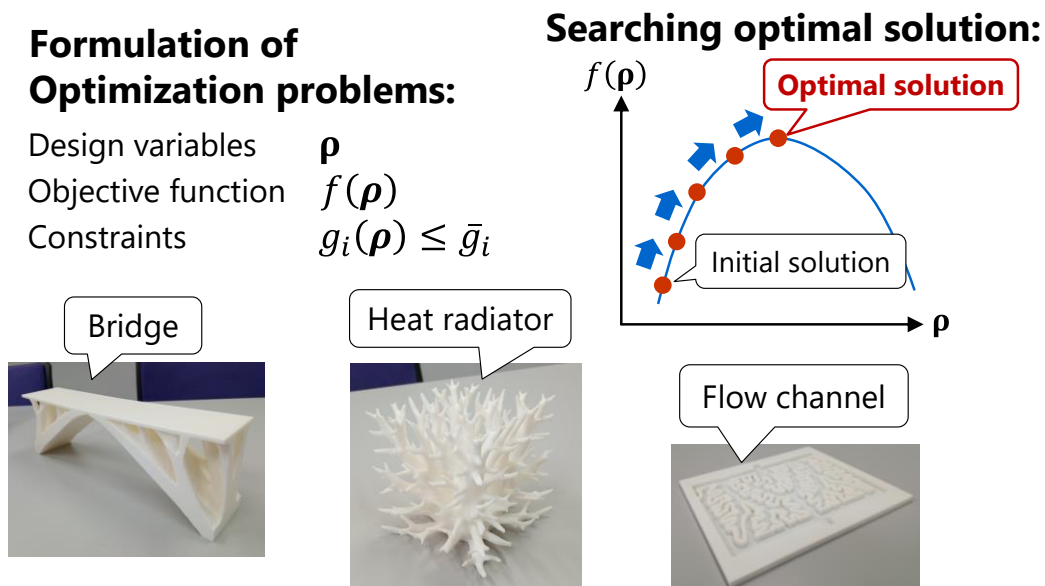 Formulation of
Optimization problems:
Design variables 𝛒
Objective function f(𝝆)
Constraints gᵢ(𝝆) ≤ ḡᵢ
Searching optimal solution:
f(𝛒)
Optimal solution
Initial solution
𝛒
Bridge
Heat radiator
Flow channel